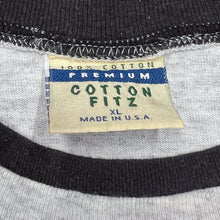 100% COTTON
PREMIUM
COTTON
FITZ
XL
MADE IN U.S.A.